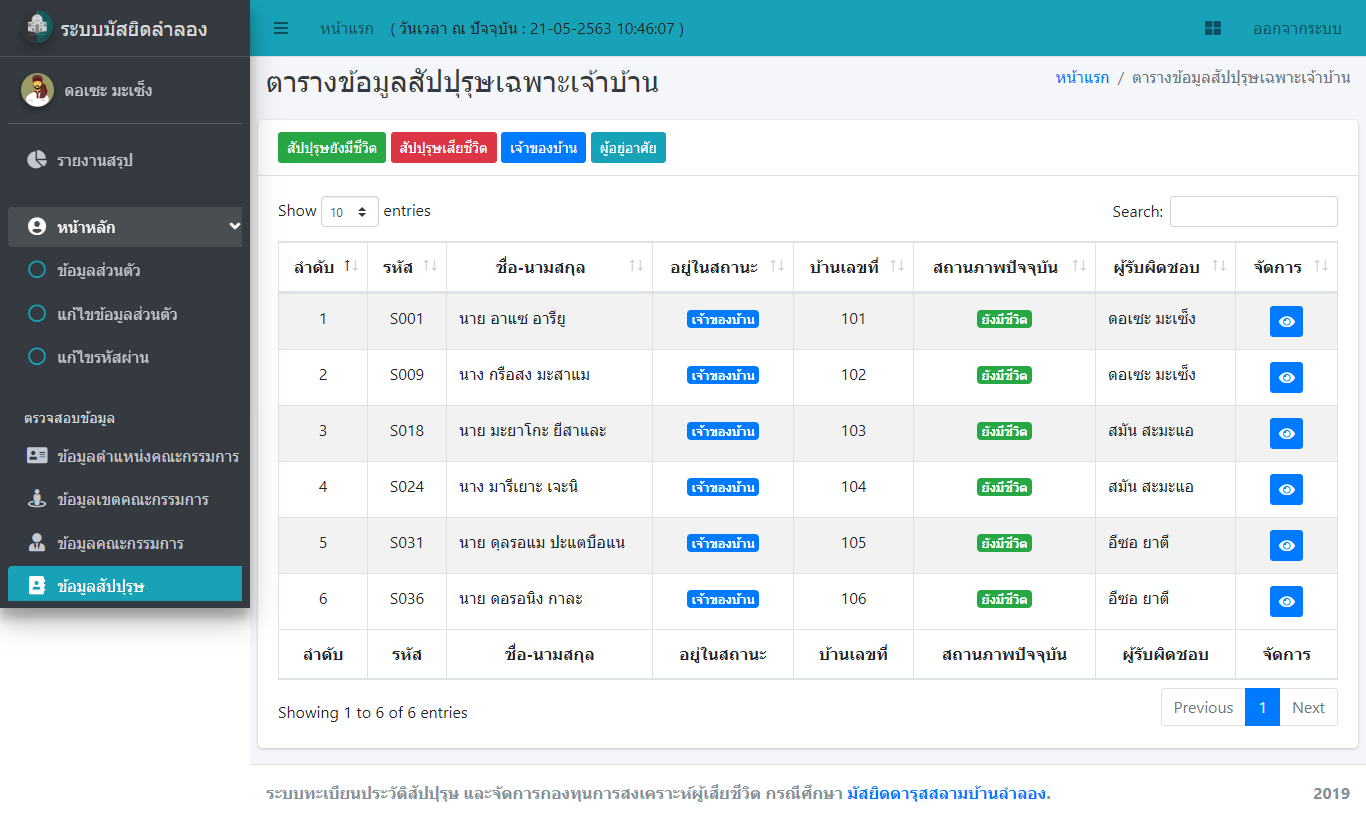 ระบบมัสยิดลำลอง
หน้าแรก ( วันเวลา ณ ปัจจุบัน : 21-05-2563 10:46:07 ) ออกจากระบบ
ดอเซะ มะเซ็ง
รายงานสรุป
หน้าหลัก
ข้อมูลส่วนตัว
แก้ไขข้อมูลส่วนตัว
แก้ไขรหัสผ่าน
ตรวจสอบข้อมูล
ข้อมูลตำแหน่งคณะกรรมการ
ข้อมูลเขตคณะกรรมการ
ข้อมูลคณะกรรมการ
ข้อมูลสัปปุรุษ
ตารางข้อมูลสัปปุรุษเฉพาะเจ้าบ้าน
หน้าแรก / ตารางข้อมูลสัปปุรุษเฉพาะเจ้าบ้าน
สัปปุรุษยังมีชีวิต สัปปุรุษเสียชีวิต เจ้าของบ้าน ผู้อยู่อาศัย
Show 10 entries Search:
ลำดับ รหัส ชื่อ-นามสกุล อยู่ในสถานะ บ้านเลขที่ สถานภาพปัจจุบัน ผู้รับผิดชอบ จัดการ
1 S001 นาย อาแซ อารียู เจ้าของบ้าน 101 ยังมีชีวิต ดอเซะ มะเซ็ง
2 S009 นาง กรือสง มะสาแม เจ้าของบ้าน 102 ยังมีชีวิต ดอเซะ มะเซ็ง
3 S018 นาย มะยาโกะ ยีสาและ เจ้าของบ้าน 103 ยังมีชีวิต สมัน สะมะแอ
4 S024 นาง มารีเยาะ เจะนิ เจ้าของบ้าน 104 ยังมีชีวิต สมัน สะมะแอ
5 S031 นาย ดุลรอแม ปะแตบือแน เจ้าของบ้าน 105 ยังมีชีวิต อีซอ ยาตี
6 S036 นาย ดอรอนิง กาละ เจ้าของบ้าน 106 ยังมีชีวิต อีซอ ยาตี
ลำดับ รหัส ชื่อ-นามสกุล อยู่ในสถานะ บ้านเลขที่ สถานภาพปัจจุบัน ผู้รับผิดชอบ จัดการ
Showing 1 to 6 of 6 entries Previous 1 Next
ระบบทะเบียนประวัติสัปปุรุษ และจัดการกองทุนการสงเคราะห์ผู้เสียชีวิต กรณีศึกษา มัสยิดดารุสสลามบ้านลำลอง. 2019